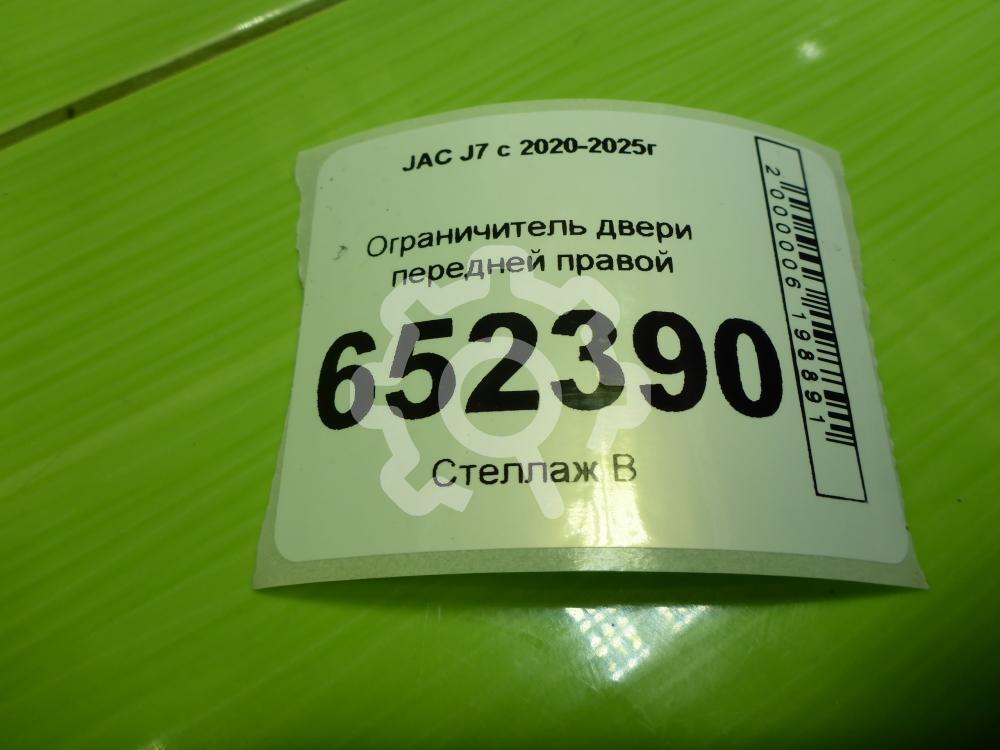 JAC J7 с 2020-2025г
Ограничитель двери
передней правой
652390
Стеллаж В
2000006198891